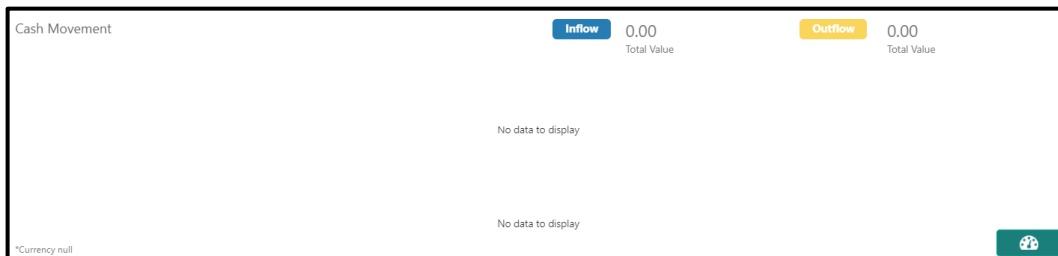 Cash Movement
Inflow
0.00
Total Value
Outflow
0.00
Total Value
No data to display
No data to display
*Currency null